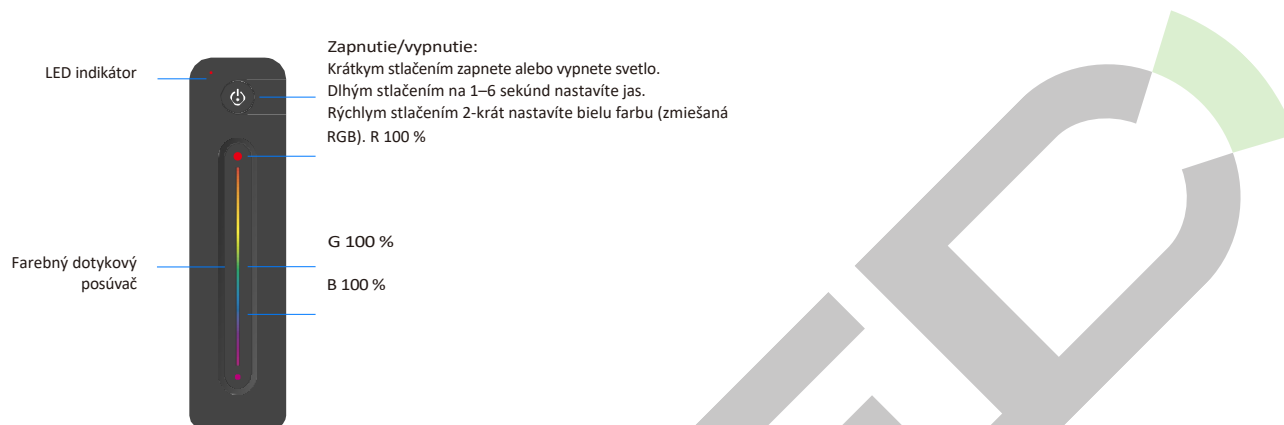 LED indikátor
Zapnutie/vypnutie:
Krátkym stlačením zapnete alebo vypnete svetlo.
Dlhým stlačením na 1–6 sekúnd nastavíte jas.
Rýchlym stlačením 2-krát nastavíte bielu farbu (zmiešaná
RGB). R 100 %
G 100 %
Farebný dotykový
posúvač
B 100 %